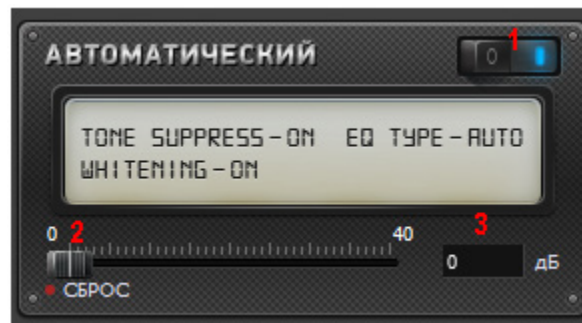 АВТОМАТИЧЕСКИЙ
1
0
TONE SUPPRESS-ON EQ TYPE-AUTO
WHITENING-ON
0 2 40 3
0 дБ
СБРОС